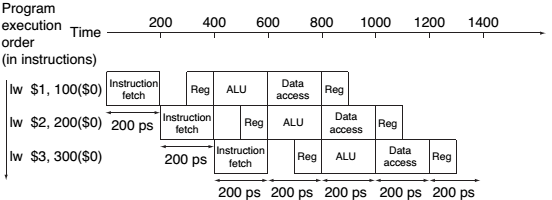 Program
execution
order
(in instructions)
Time
200 400 600 800 1000 1200 1400
lw $1, 100($0)
Instruction
fetch
Reg
ALU
Data
access
Reg
200 ps
lw $2, 200($0)
Instruction
fetch
Reg
ALU
Data
access
Reg
200 ps
lw $3, 300($0)
Instruction
fetch
Reg
ALU
Data
access
Reg
200 ps 200 ps 200 ps 200 ps 200 ps